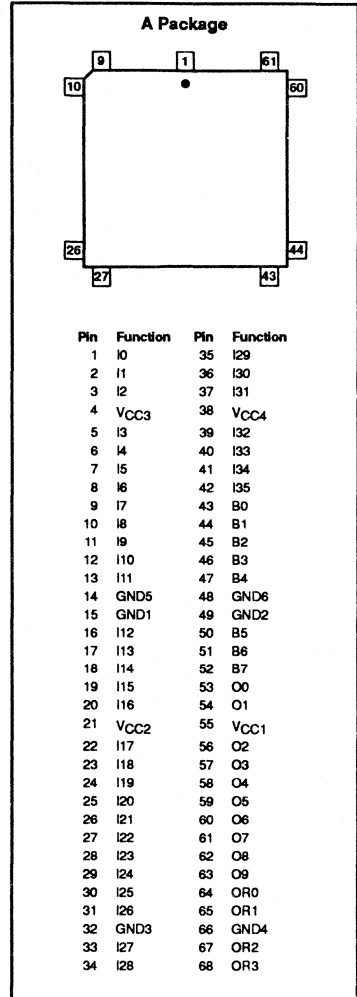 A Package
9 1 61
10 60
26 44
27 43
Pin Function Pin Function
1 I0 35 I29
2 I1 36 I30
3 I2 37 I31
4 VCC3 38 VCC4
5 I3 39 I32
6 I4 40 I33
7 I5 41 I34
8 I6 42 I35
9 I7 43 B0
10 I8 44 B1
11 I9 45 B2
12 I10 46 B3
13 I11 47 B4
14 GND5 48 GND6
15 GND1 49 GND2
16 I12 50 B5
17 I13 51 B6
18 I14 52 B7
19 I15 53 O0
20 I16 54 O1
21 VCC2 55 VCC1
22 I17 56 O2
23 I18 57 O3
24 I19 58 O4
25 I20 59 O5
26 I21 60 O6
27 I22 61 O7
28 I23 62 O8
29 I24 63 O9
30 I25 64 OR0
31 I26 65 OR1
32 GND3 66 GND4
33 I27 67 OR2
34 I28 68 OR3